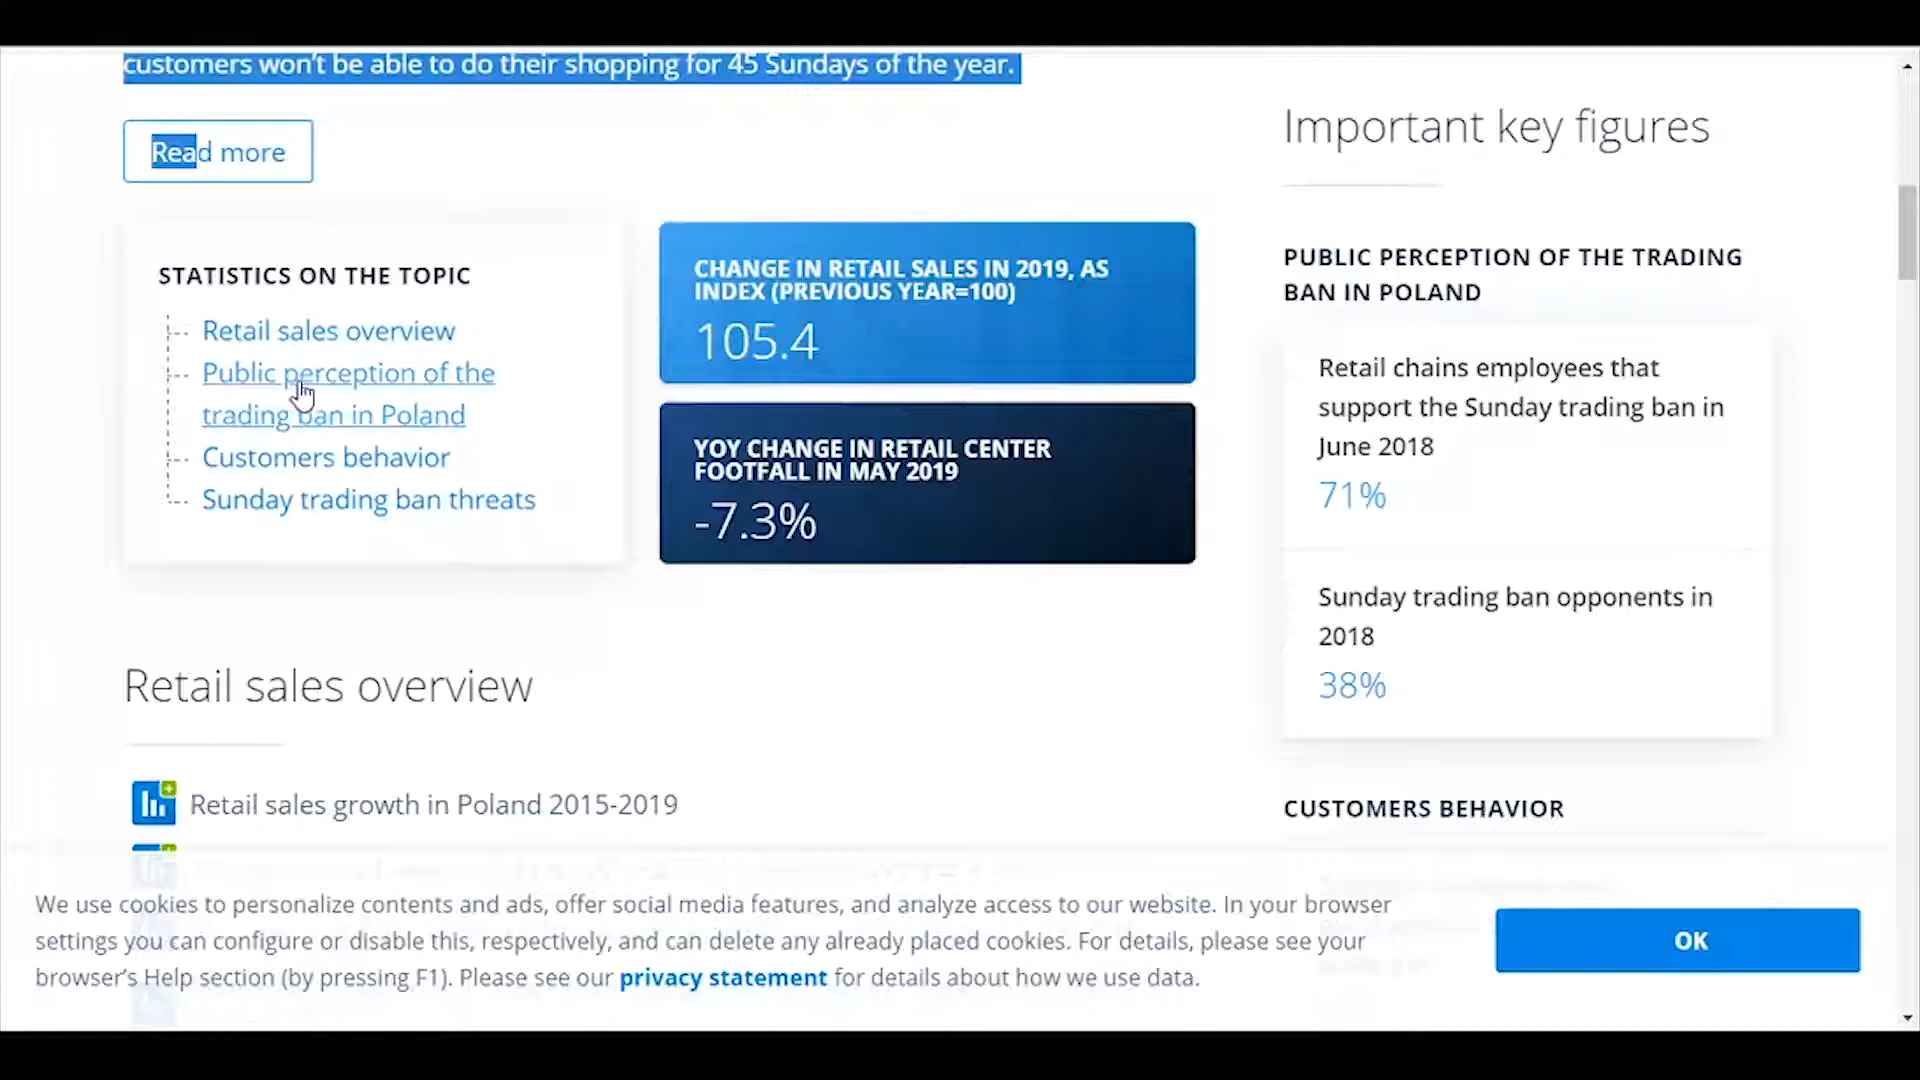 customers won't be able to do their shopping for 45 Sundays of the year.
Read more
STATISTICS ON THE TOPIC
Retail sales overview
Public perception of the
trading ban in Poland
Customers behavior
Sunday trading ban threats
CHANGE IN RETAIL SALES IN 2019, AS
INDEX (PREVIOUS YEAR=100)
105.4
YOY CHANGE IN RETAIL CENTER
FOOTFALL IN MAY 2019
-7.3%
Retail sales overview
Retail sales growth in Poland 2015-2019
Important key figures
PUBLIC PERCEPTION OF THE TRADING
BAN IN POLAND
Retail chains employees that
support the Sunday trading ban in
June 2018
71%
Sunday trading ban opponents in
2018
38%
CUSTOMERS BEHAVIOR
We use cookies to personalize contents and ads, offer social media features, and analyze access to our website. In your browser
settings you can configure or disable this, respectively, and can delete any already placed cookies. For details, please see your
browser's Help section (by pressing F1). Please see our privacy statement for details about how we use data.
OK